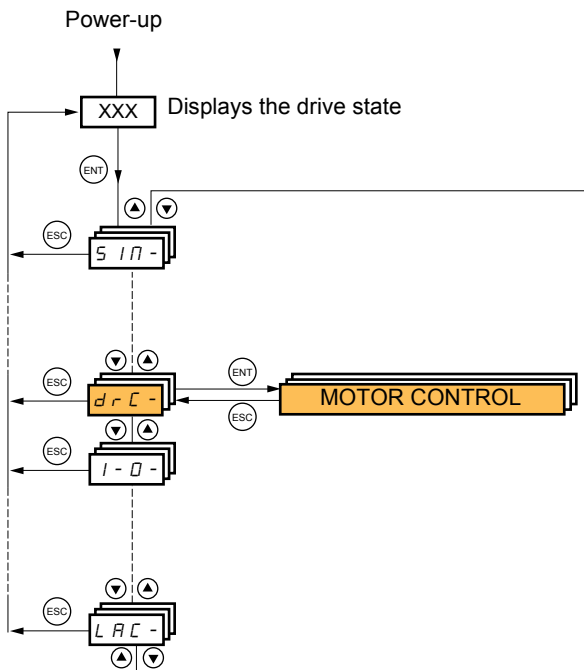 Power-up
XXX Displays the drive state
ENT
ESC
SIM-
ENT
ESC
drC-
MOTOR CONTROL
ESC
ESC
I-O-
ESC
LAC-